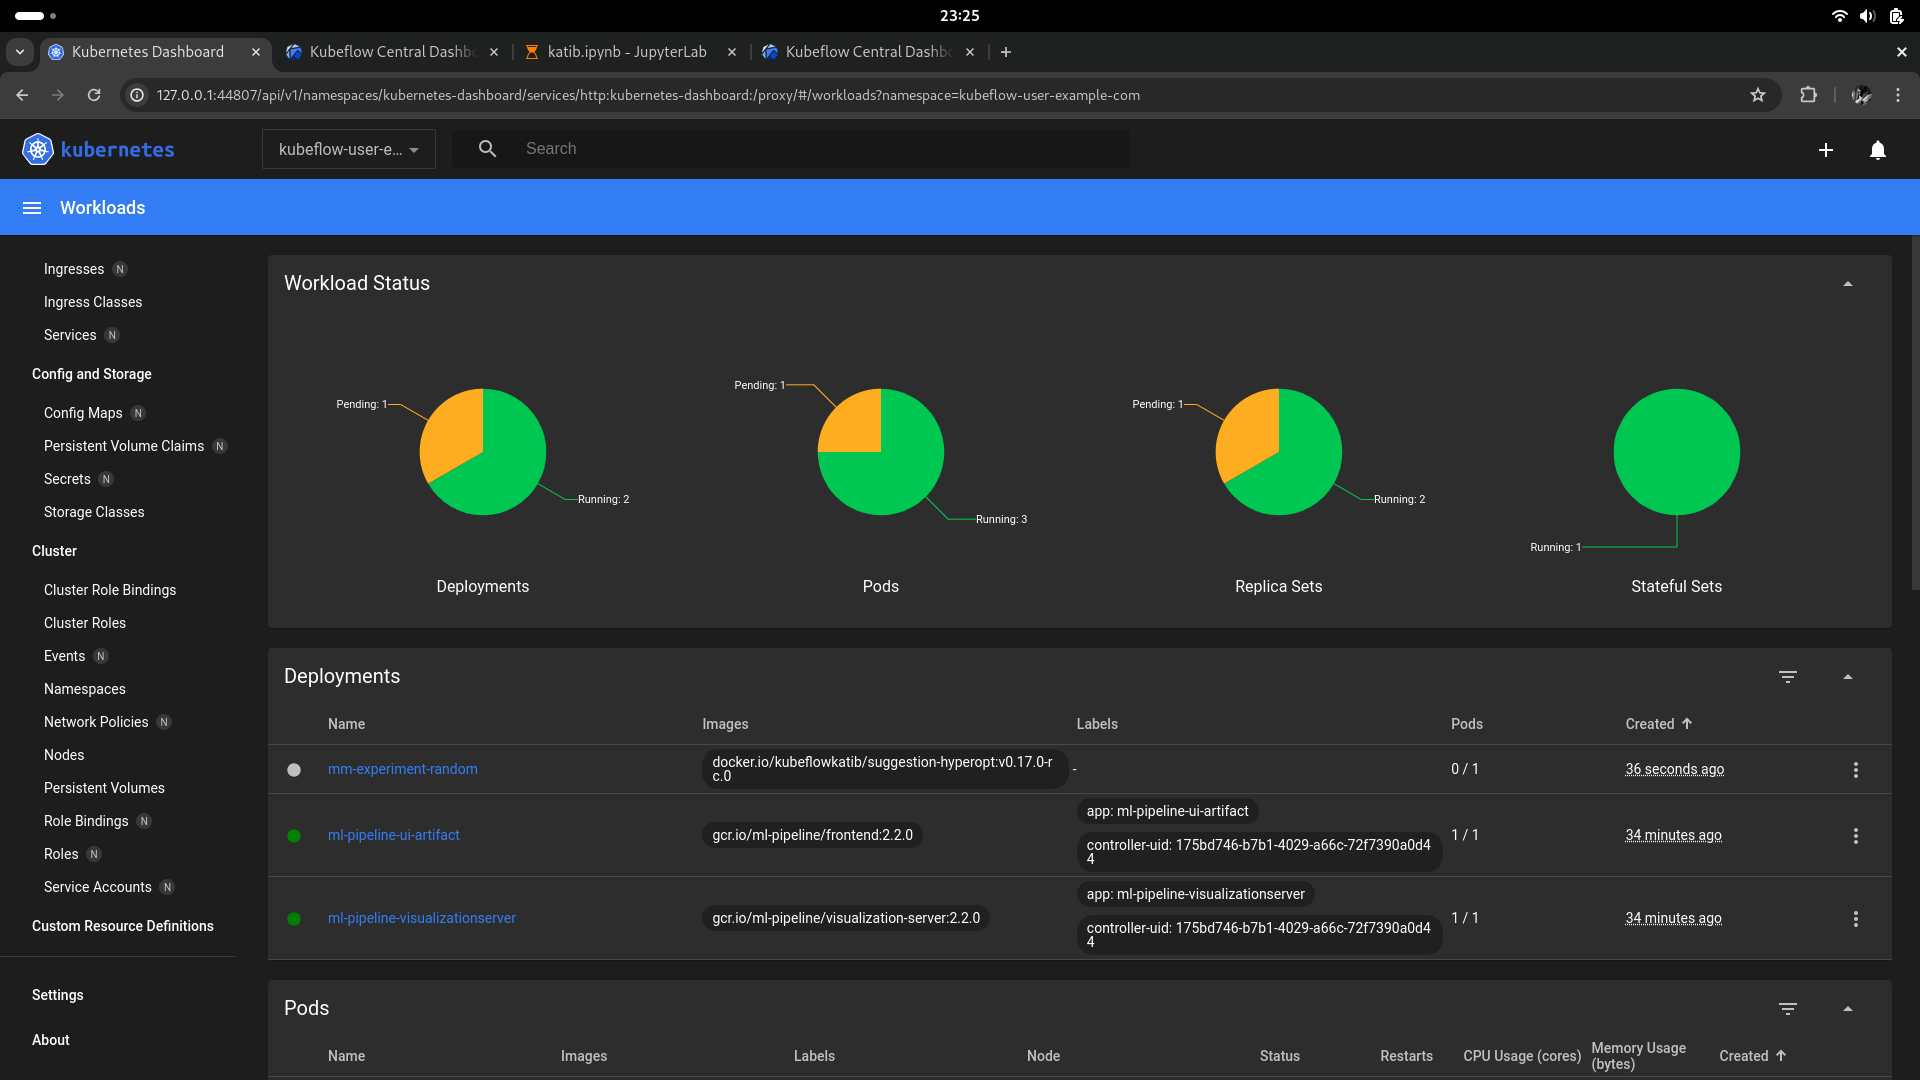 23:25
Kubernetes Dashboard
Kubeflow Central Dashb
katib.ipynb - JupyterLab
Kubeflow Central Dashb
127.0.0.1:44807/api/v1/namespaces/kubernetes-dashboard/services/http:kubernetes-dashboard:/proxy/#/workloads?namespace=kubeflow-user-example-com
kubernetes
kubeflow-user-e...
Search
Workloads
Ingresses N
Ingress Classes
Services N
Config and Storage
Config Maps N
Persistent Volume Claims N
Secrets N
Storage Classes
Cluster
Cluster Role Bindings
Cluster Roles
Events N
Namespaces
Network Policies N
Nodes
Persistent Volumes
Role Bindings N
Roles N
Service Accounts N
Custom Resource Definitions
Settings
About
Workload Status
Pending: 1
Running: 2
Deployments
Pending: 1
Running: 3
Pods
Pending: 1
Running: 2
Replica Sets
Running: 1
Stateful Sets
Deployments
Name Images Labels Pods Created
mm-experiment-random
docker.io/kubeflowkatib/suggestion-hyperopt:v0.17.0-r
c.0
-
0 / 1
36 seconds ago
ml-pipeline-ui-artifact
gcr.io/ml-pipeline/frontend:2.2.0
app: ml-pipeline-ui-artifact
controller-uid: 175bd746-b7b1-4029-a66c-72f7390a0d4
4
1 / 1
34 minutes ago
ml-pipeline-visualizationserver
gcr.io/ml-pipeline/visualization-server:2.2.0
app: ml-pipeline-visualizationserver
controller-uid: 175bd746-b7b1-4029-a66c-72f7390a0d4
4
1 / 1
34 minutes ago
Pods
Name Images Labels Node Status Restarts CPU Usage (cores) Memory Usage
(bytes) Created